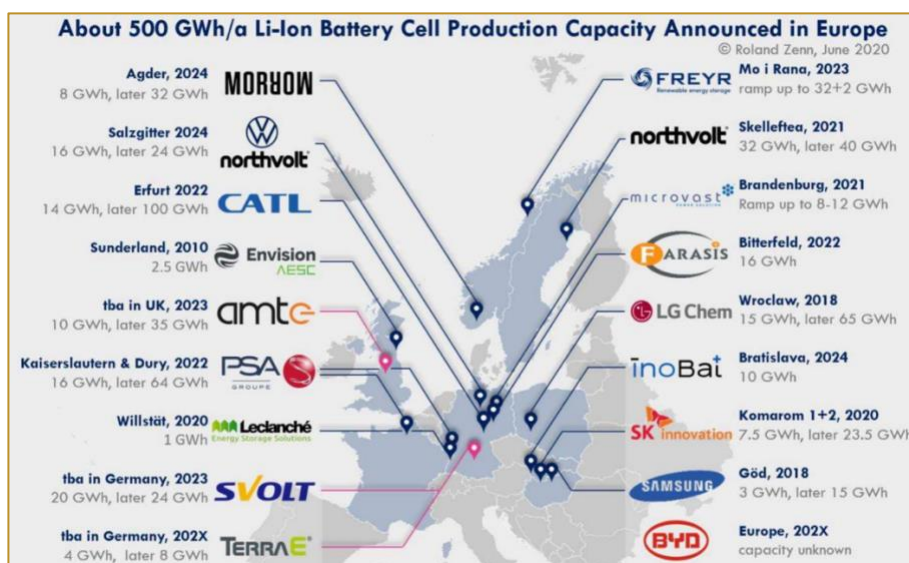 About 500 GWh/a Li-Ion Battery Cell Production Capacity Announced in Europe
© Roland Zenn, June 2020
Agder, 2024
8 GWh, later 32 GWh
MORROW
Salzgitter 2024
16 GWh, later 24 GWh
northvolt
Erfurt 2022
14 GWh, later 100 GWh
CATL
Sunderland, 2010
2.5 GWh
Envision
AESC
tba in UK, 2023
10 GWh, later 35 GWh
amte
Kaiserslautern & Dury, 2022
16 GWh, later 64 GWh
PSA
GROUPE
Willstät, 2020
1 GWh
Leclanché
Energy Storage Solutions
tba in Germany, 2023
20 GWh, later 24 GWh
SVOLT
tba in Germany, 202X
4 GWh, later 8 GWh
TERRAE
FREYR
Renewable energy storage
Mo i Rana, 2023
ramp up to 32+2 GWh
northvolt
Skelleftea, 2021
32 GWh, later 40 GWh
microvast
POWER SOLUTION
Brandenburg, 2021
Ramp up to 8-12 GWh
FARASIS
Bitterfeld, 2022
16 GWh
LG Chem
Wroclaw, 2018
15 GWh, later 65 GWh
inoBat
Bratislava, 2024
10 GWh
SK innovation
Komarom 1+2, 2020
7.5 GWh, later 23.5 GWh
SAMSUNG
Göd, 2018
3 GWh, later 15 GWh
BYD
Europe, 202X
capacity unknown